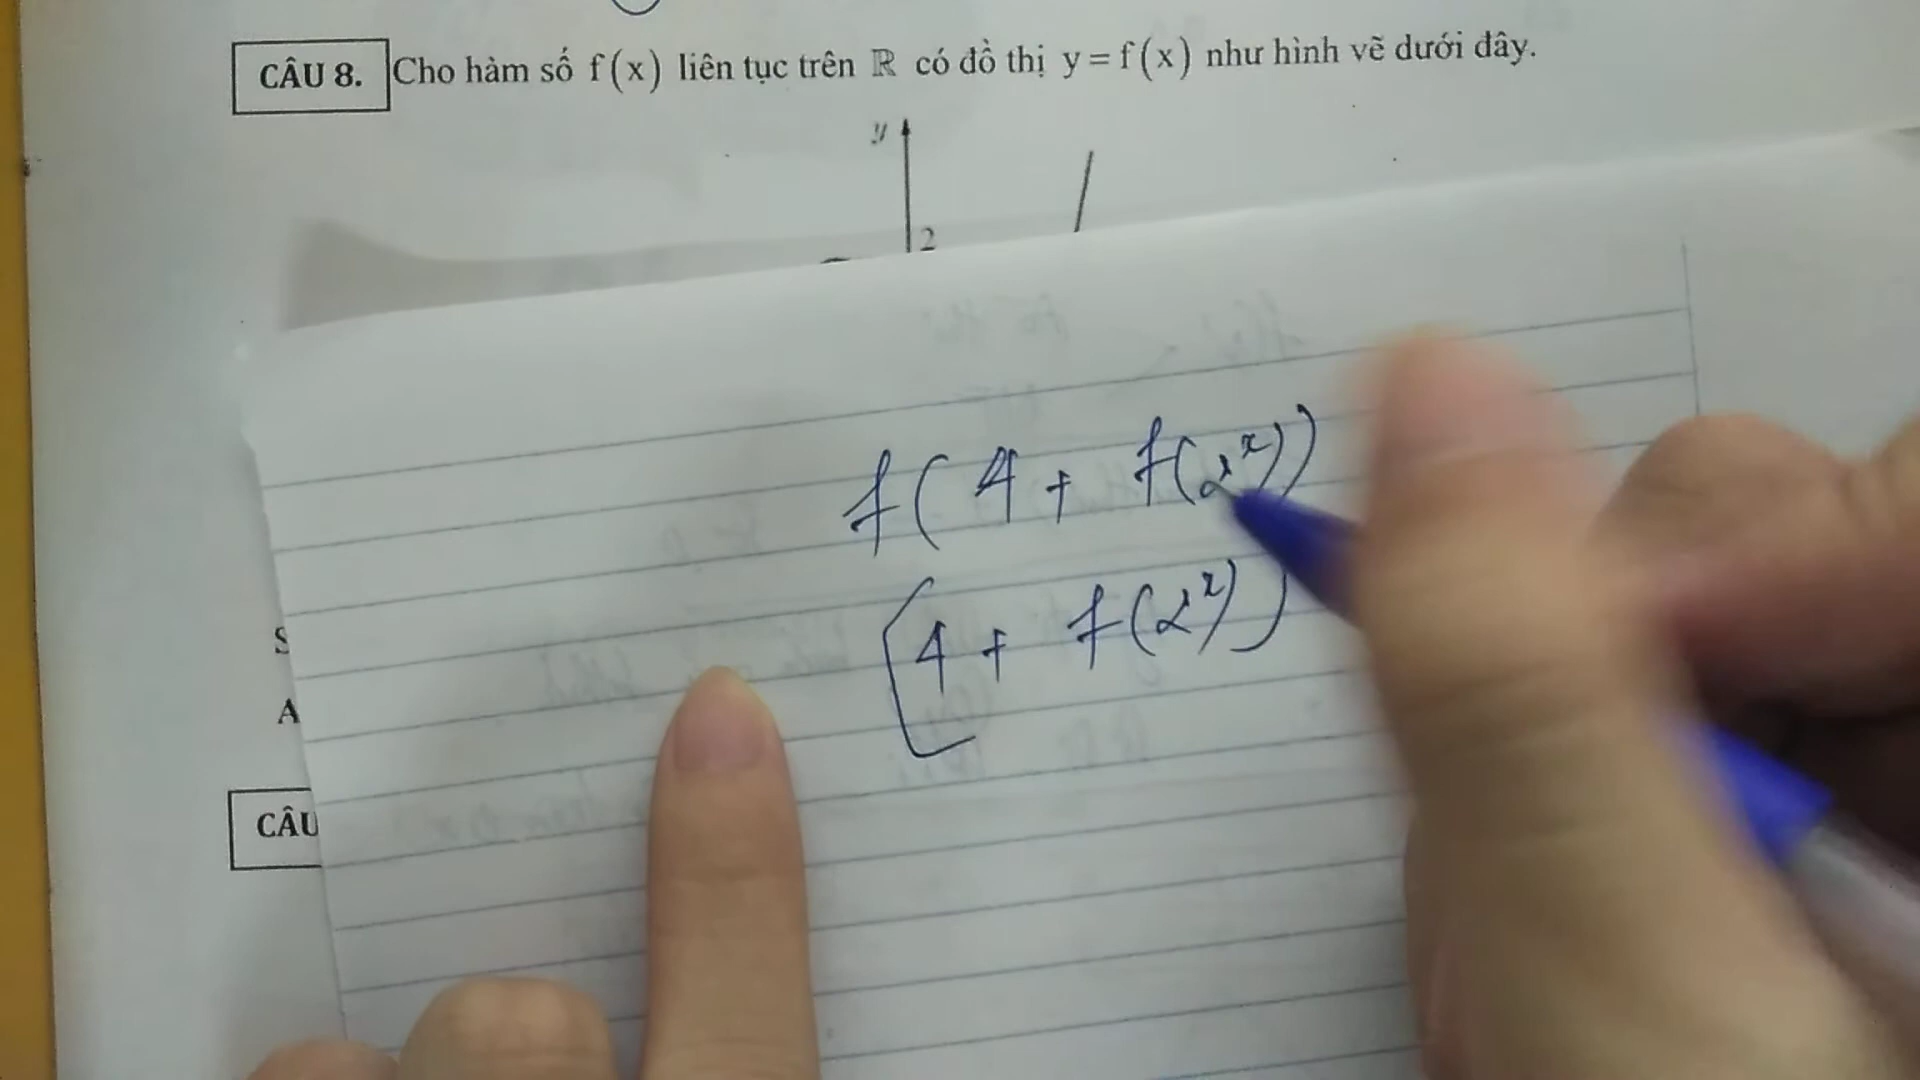 CÂU 8. Cho hàm số f(x) liên tục trên ℝ có đồ thị y = f(x) như hình vẽ dưới đây.
y
2
f(4 + f(2^x))
(4 + f(2^x))
S
A
CÂU